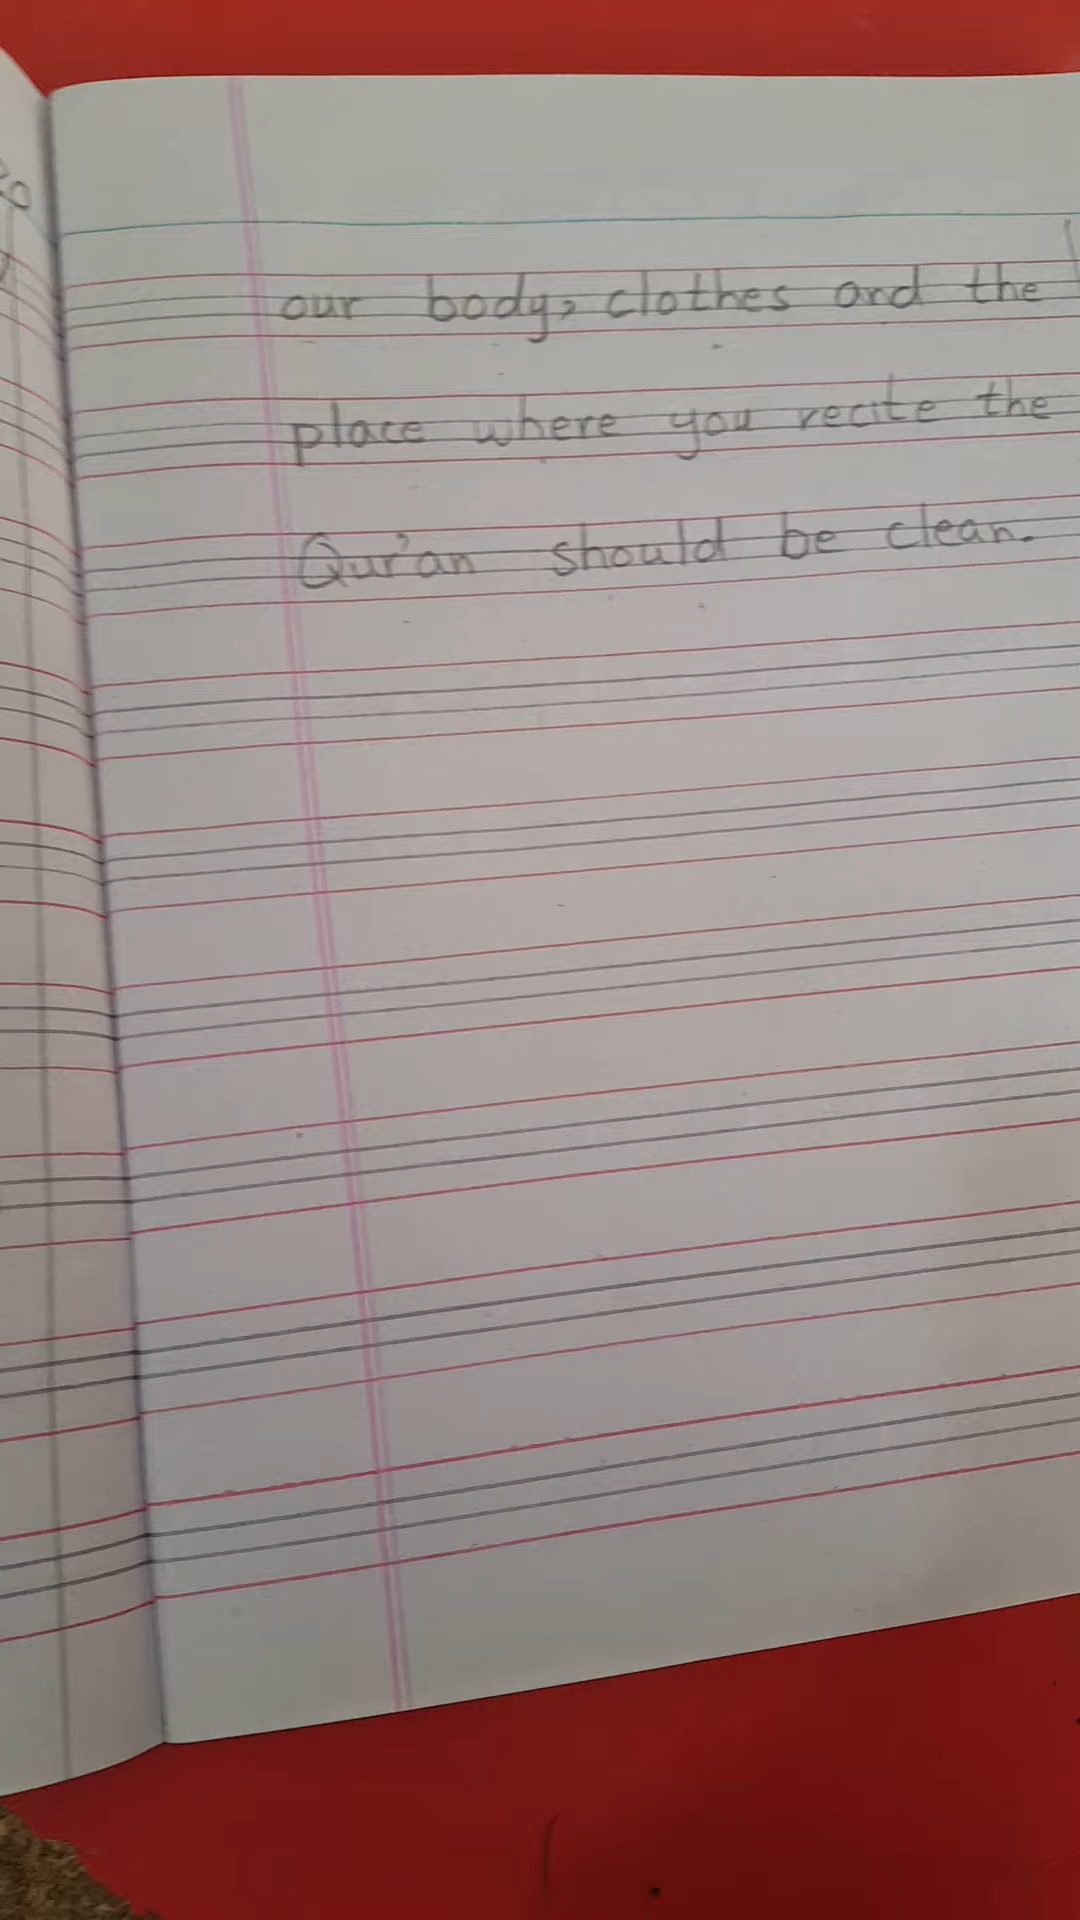 our body, clothes and the
place where you recite the
Qur'an should be clean.